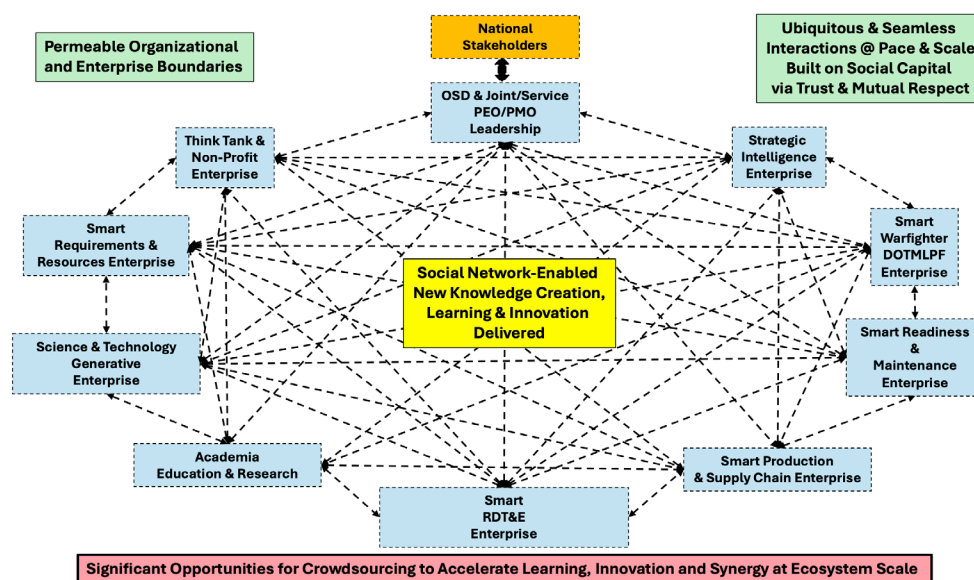 Permeable Organizational
and Enterprise Boundaries
National
Stakeholders
Ubiquitous & Seamless
Interactions @ Pace & Scale
Built on Social Capital
via Trust & Mutual Respect
OSD & Joint/Service
PEO/PMO
Leadership
Think Tank &
Non-Profit
Enterprise
Strategic
Intelligence
Enterprise
Smart
Requirements &
Resources Enterprise
Smart
Warfighter
DOTMLPF
Enterprise
Social Network-Enabled
New Knowledge Creation,
Learning & Innovation
Delivered
Science & Technology
Generative
Enterprise
Smart Readiness
&
Maintenance
Enterprise
Academia
Education & Research
Smart Production
& Supply Chain Enterprise
Smart
RDT&E
Enterprise
Significant Opportunities for Crowdsourcing to Accelerate Learning, Innovation and Synergy at Ecosystem Scale